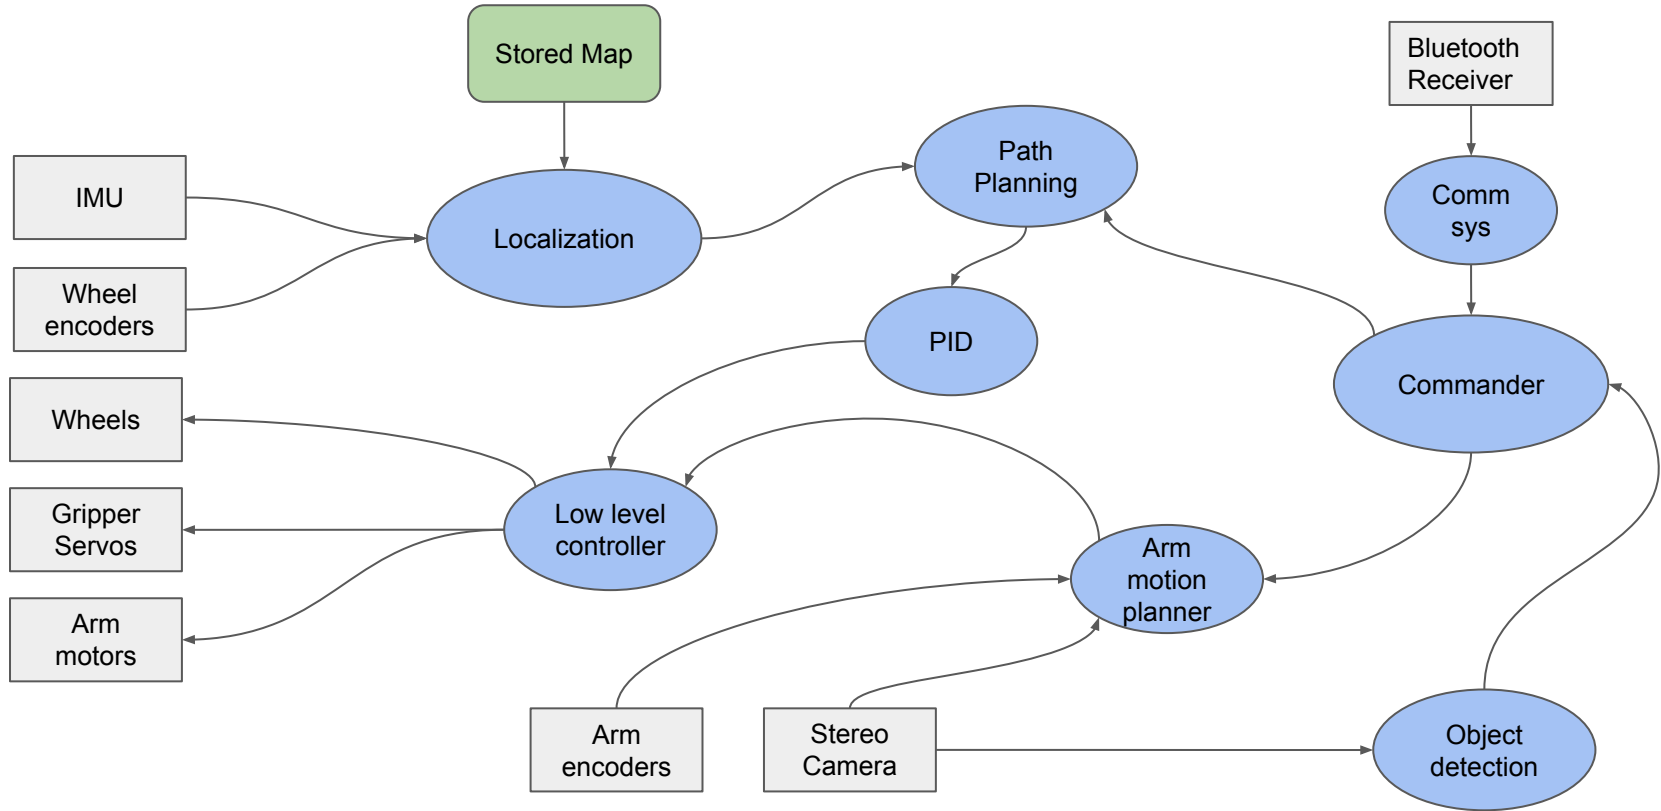 Stored Map
Bluetooth
Receiver
Path
Planning
IMU
Comm
sys
Localization
Wheel
encoders
PID
Commander
Wheels
Gripper
Servos
Low level
controller
Arm
motion
planner
Arm
motors
Arm
encoders
Stereo
Camera
Object
detection